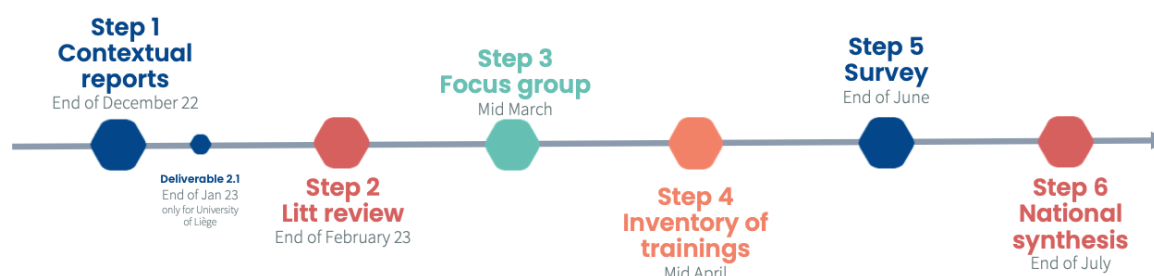 Step 1
Contextual
reports
End of December 22
Deliverable 2.1
End of Jan 23
only for University
of Liège
Step 2
Litt review
End of February 23
Step 3
Focus group
Mid March
Step 4
Inventory of
trainings
Mid April
Step 5
Survey
End of June
Step 6
National
synthesis
End of July